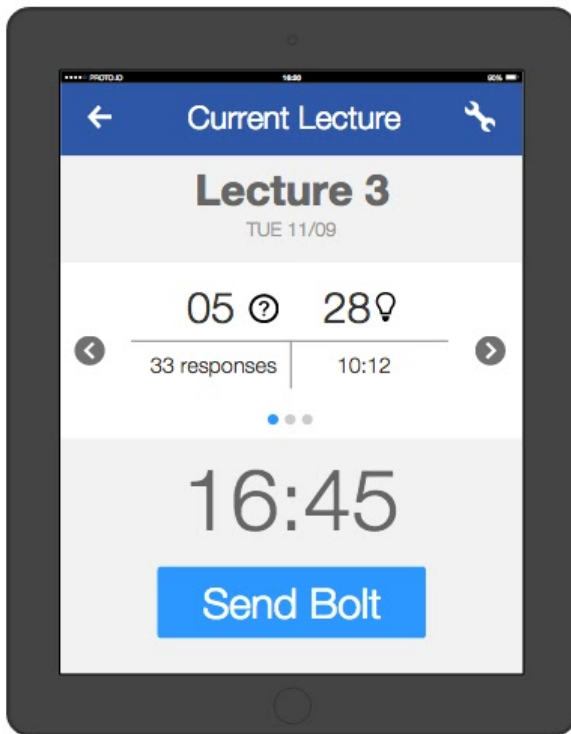 PROTO.IO 16:00 90%
Current Lecture
Lecture 3
TUE 11/09
05 ? 28
33 responses 10:12
16:45
Send Bolt